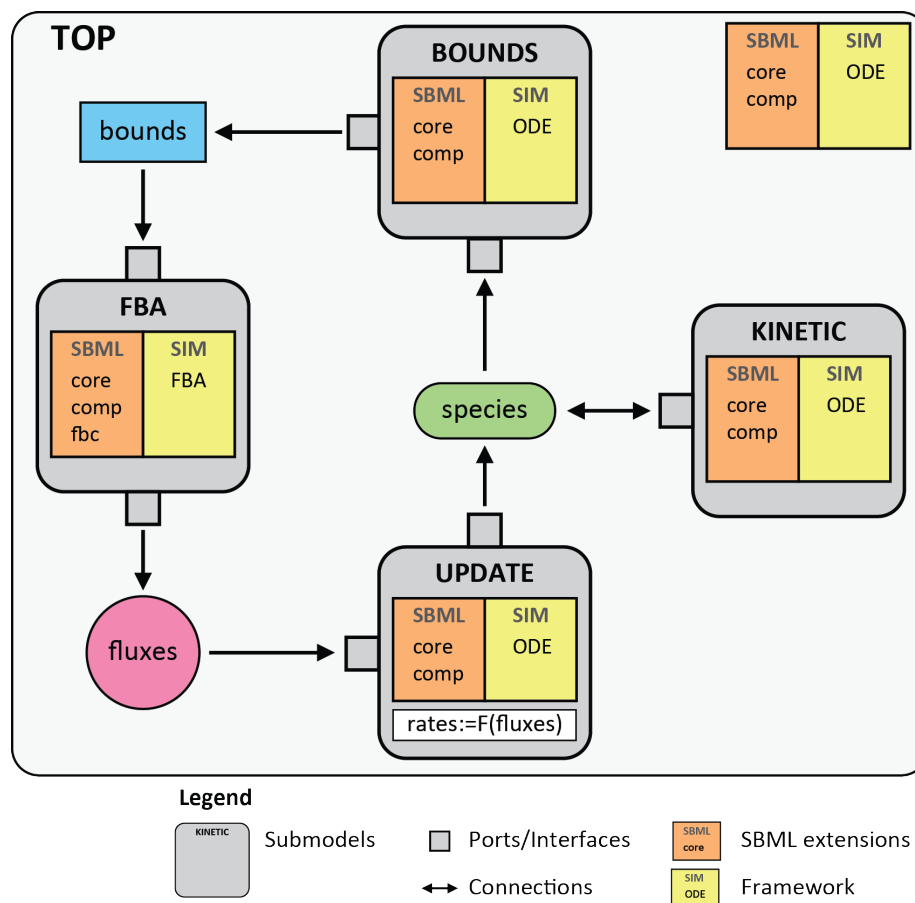 TOP
BOUNDS
SBML SIM
core ODE
comp
SBML SIM
core ODE
comp
bounds
FBA
SBML SIM
core FBA
comp
fbc
KINETIC
SBML SIM
core ODE
comp
species
UPDATE
SBML SIM
core ODE
comp
rates:=F(fluxes)
fluxes
Legend
KINETIC
Submodels
Ports/Interfaces
Connections
SBML
core
SBML extensions
SIM
ODE
Framework